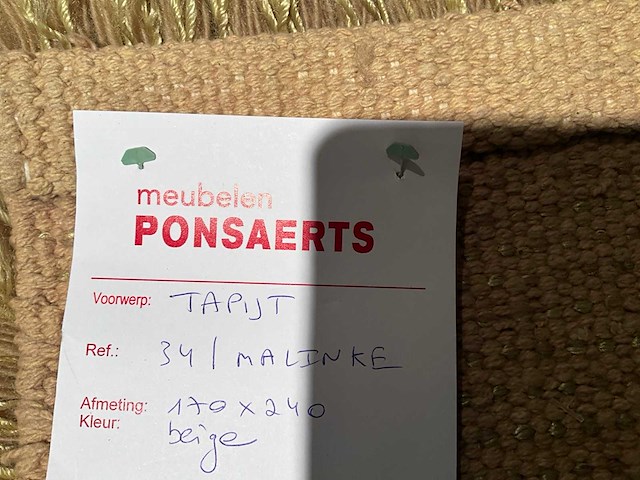 meubelen
PONSAERTS
Voorwerp: TAPIJT
Ref.: 34 / MALINKE
Afmeting: 170 x 240
Kleur: beige